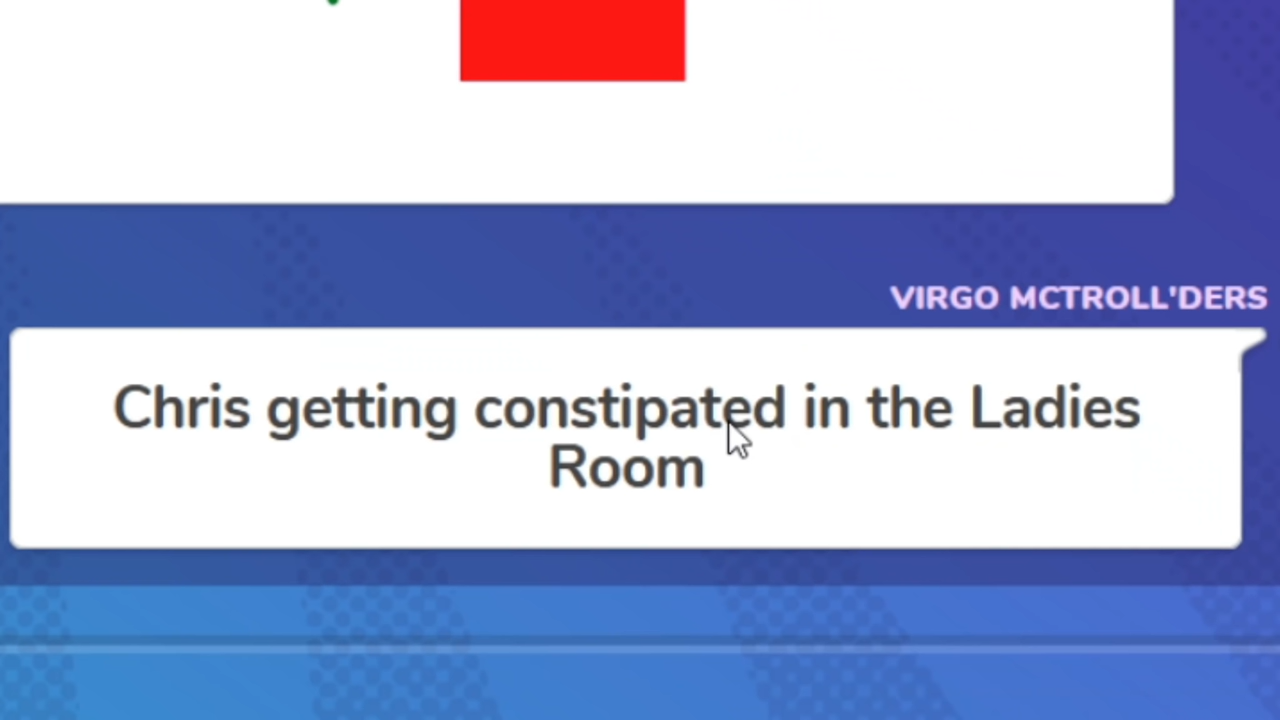 VIRGO MCTROLL'DERS
Chris getting constipated in the Ladies
Room